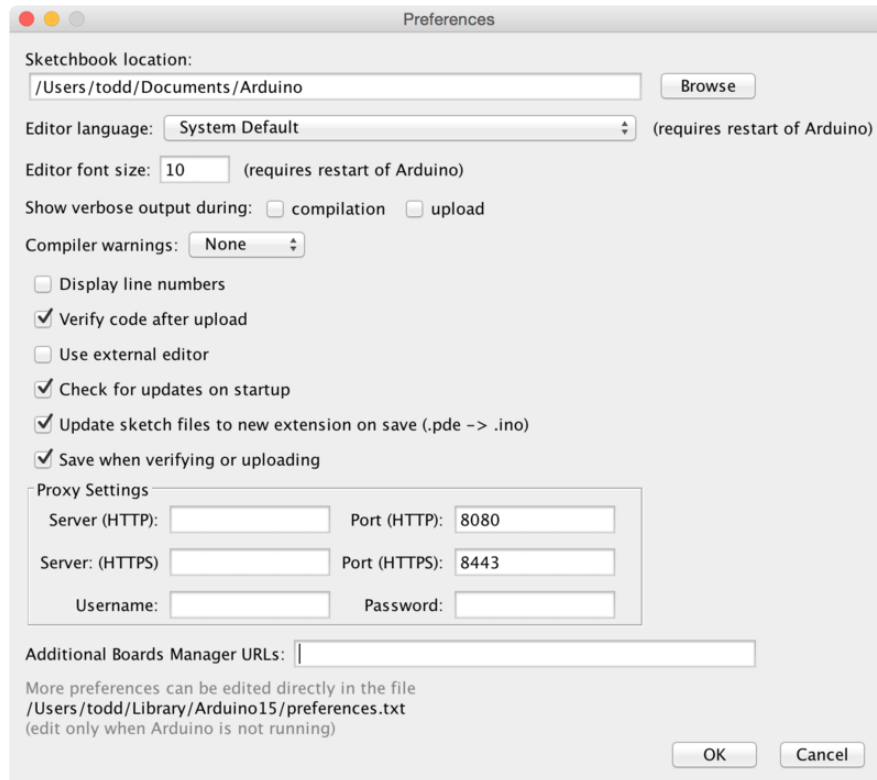 Preferences
Sketchbook location:
/Users/todd/Documents/Arduino Browse
Editor language: System Default (requires restart of Arduino)
Editor font size: 10 (requires restart of Arduino)
Show verbose output during: compilation upload
Compiler warnings: None
Display line numbers
Verify code after upload
Use external editor
Check for updates on startup
Update sketch files to new extension on save (.pde -> .ino)
Save when verifying or uploading
Proxy Settings
Server (HTTP): Port (HTTP): 8080
Server: (HTTPS) Port (HTTPS): 8443
Username: Password:
Additional Boards Manager URLs:
More preferences can be edited directly in the file
/Users/todd/Library/Arduino15/preferences.txt
(edit only when Arduino is not running)
OK Cancel